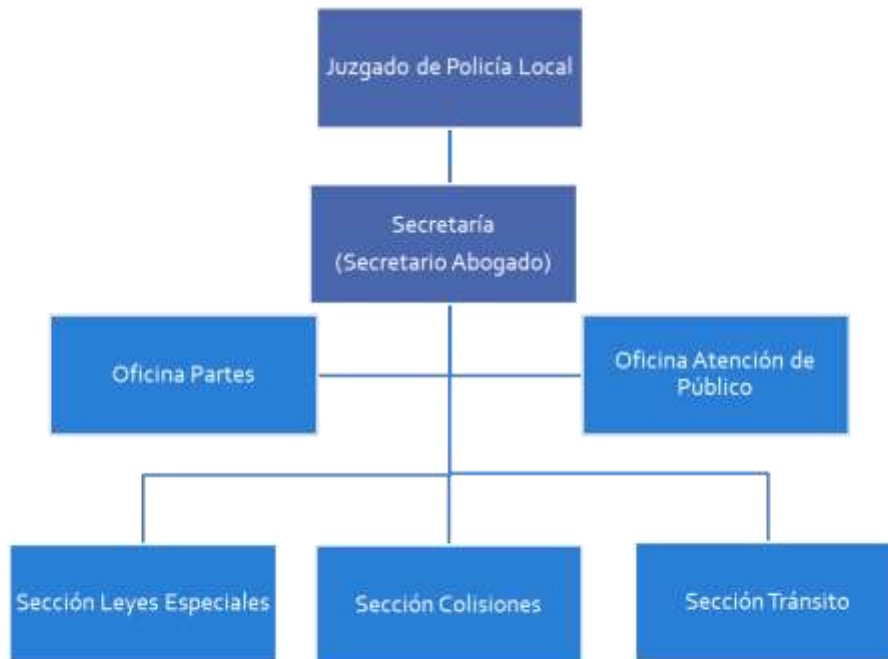 Juzgado de Policía Local
Secretaría
(Secretario Abogado)
Oficina Partes
Oficina Atención de
Público
Sección Leyes Especiales
Sección Colisiones
Sección Tránsito